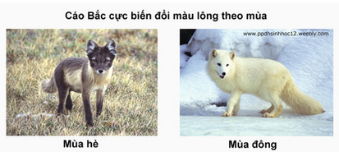 Cáo Bắc cực biến đổi màu lông theo mùa
www.ppdhsinhhoc12.weebly.com
Mùa hè
Mùa đông